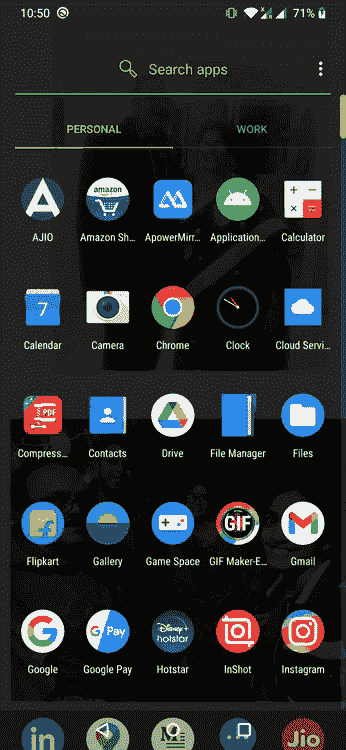 10:50 71%
Search apps
PERSONAL WORK
amazon
AJIO Amazon Sh... ApowerMirr... Application... Calculator
7
Calendar Camera Chrome Clock Cloud Servi...
PDF
Compress... Contacts Drive File Manager Files
GIF
Flipkart Gallery Game Space GIF Maker-E... Gmail
G Pay Disney+ hotstar
Google Google Pay Hotstar InShot Instagram
in Jio